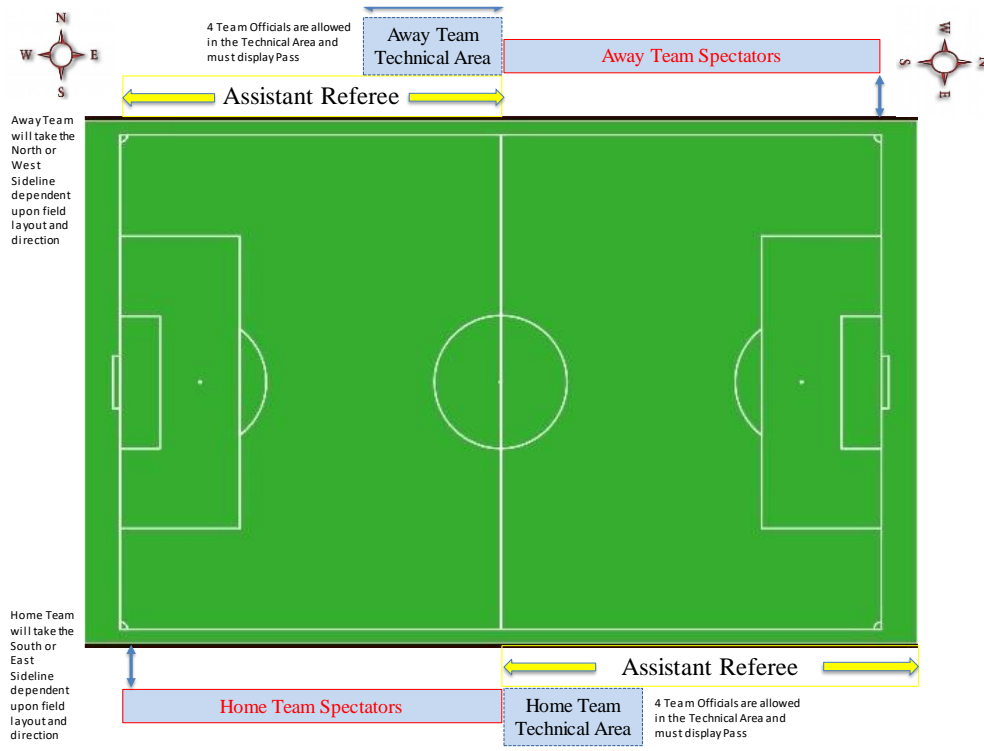 N
W E
S
4 Team Officials are allowed
in the Technical Area and
must display Pass
Away Team
Technical Area
Away Team Spectators
W
S N
E
Assistant Referee
Away Team
will take the
North or
West
Sideline
dependent
upon field
layout and
direction
Home Team
will take the
South or
East
Sideline
dependent
upon field
layout and
direction
Assistant Referee
Home Team Spectators
Home Team
Technical Area
4 Team Officials are allowed
in the Technical Area and
must display Pass